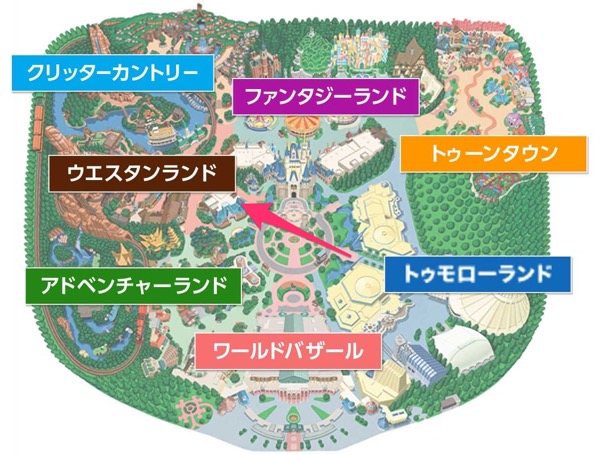 クリッターカントリー
ファンタジーランド
トゥーンタウン
ウエスタンランド
トゥモローランド
アドベンチャーランド
ワールドバザール